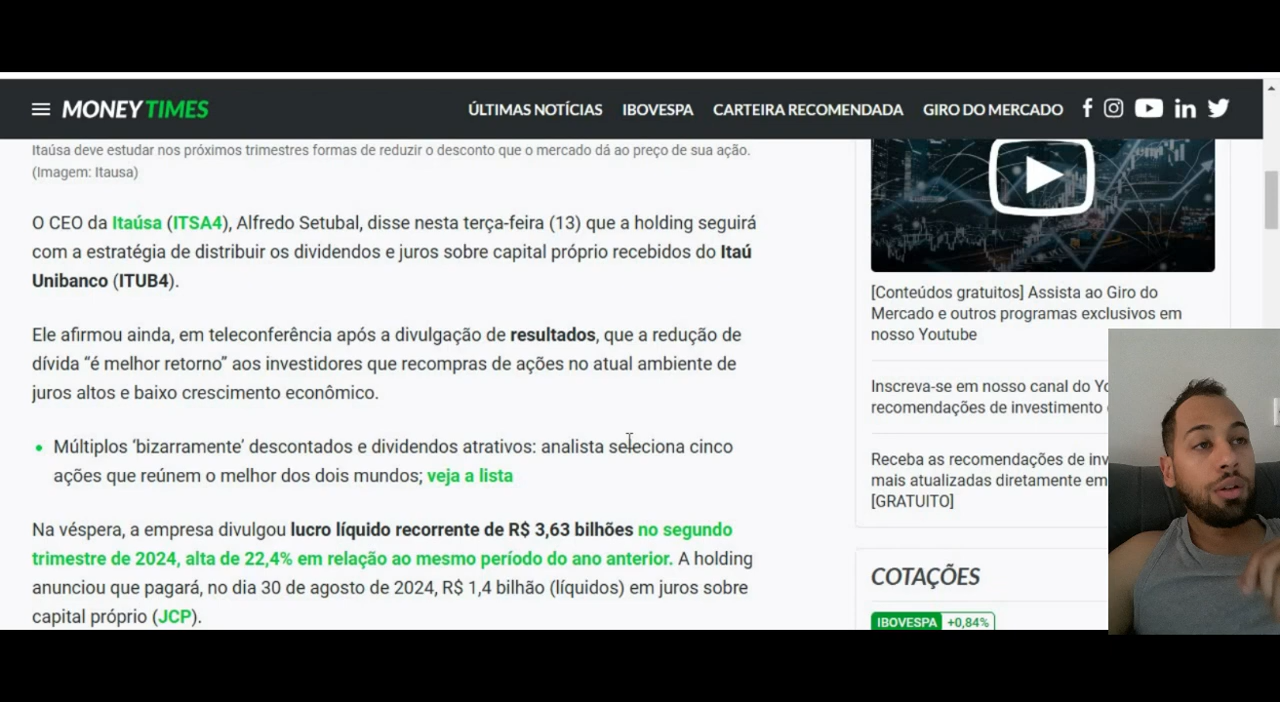 MONEY TIMES
ÚLTIMAS NOTÍCIAS IBOVESPA CARTEIRA RECOMENDADA GIRO DO MERCADO
Itaúsa deve estudar nos próximos trimestres formas de reduzir o desconto que o mercado dá ao preço de sua ação.
(Imagem: Itausa)
O CEO da Itaúsa (ITSA4), Alfredo Setubal, disse nesta terça-feira (13) que a holding seguirá
com a estratégia de distribuir os dividendos e juros sobre capital próprio recebidos do Itaú
Unibanco (ITUB4).
Ele afirmou ainda, em teleconferência após a divulgação de resultados, que a redução de
dívida “é melhor retorno” aos investidores que recompras de ações no atual ambiente de
juros altos e baixo crescimento econômico.
• Múltiplos ‘bizarramente’ descontados e dividendos atrativos: analista seleciona cinco
ações que reúnem o melhor dos dois mundos; veja a lista
Na véspera, a empresa divulgou lucro líquido recorrente de R$ 3,63 bilhões no segundo
trimestre de 2024, alta de 22,4% em relação ao mesmo período do ano anterior. A holding
anunciou que pagará, no dia 30 de agosto de 2024, R$ 1,4 bilhão (líquidos) em juros sobre
capital próprio (JCP).
[Conteúdos gratuitos] Assista ao Giro do
Mercado e outros programas exclusivos em
nosso Youtube
Inscreva-se em nosso canal do
recomendações de investimento
Receba as recomendações de
mais atualizadas diretamente em
[GRATUITO]
COTAÇÕES
IBOVESPA +0,84%